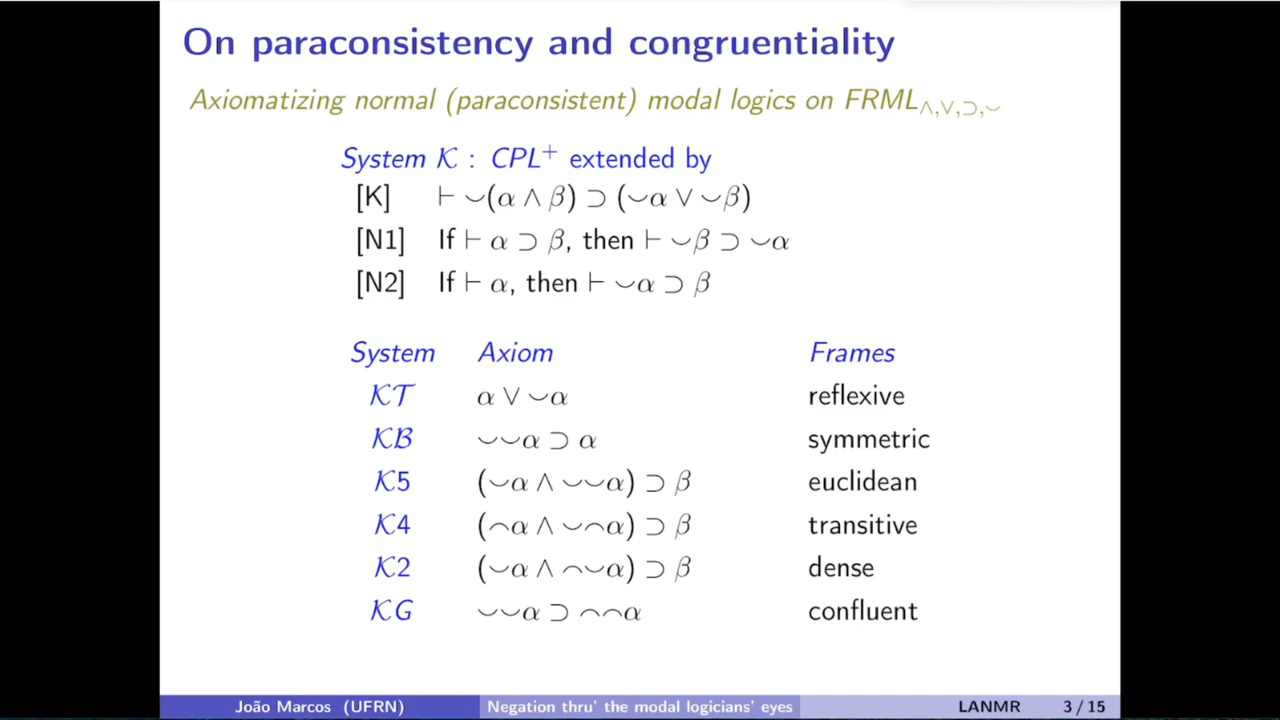 On paraconsistency and congruentiality
Axiomatizing normal (paraconsistent) modal logics on FRML∧,∨,⊃,⌣
System 𝒦 : CPL⁺ extended by
[K] ⊢ ⌣(α ∧ β) ⊃ (⌣α ∨ ⌣β)
[N1] If ⊢ α ⊃ β, then ⊢ ⌣β ⊃ ⌣α
[N2] If ⊢ α, then ⊢ ⌣α ⊃ β
System Axiom Frames
𝒦𝒯 α ∨ ⌣α reflexive
𝒦ℬ ⌣⌣α ⊃ α symmetric
𝒦5 (⌣α ∧ ⌣⌣α) ⊃ β euclidean
𝒦4 (⌢α ∧ ⌣⌢α) ⊃ β transitive
𝒦2 (⌣α ∧ ⌢⌣α) ⊃ β dense
𝒦G ⌣⌣α ⊃ ⌢⌢α confluent
João Marcos (UFRN) Negation thru' the modal logicians' eyes LANMR 3 / 15